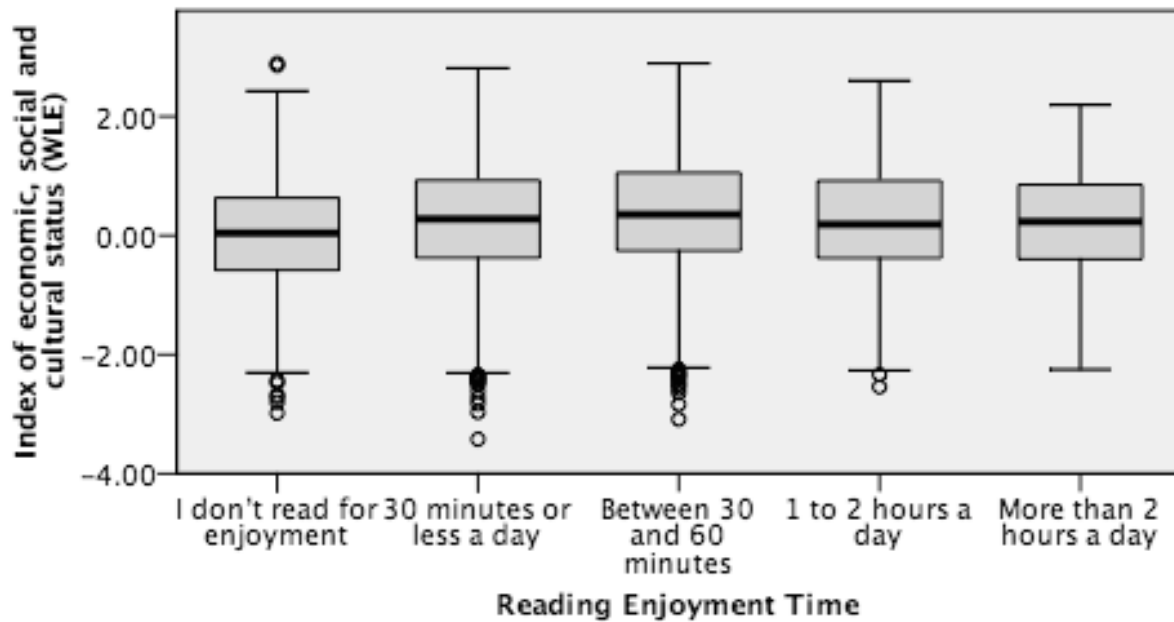 Index of economic, social and
cultural status (WLE)
2.00
0.00
-2.00
-4.00
I don't read for
enjoyment
30 minutes or
less a day
Between 30
and 60
minutes
1 to 2 hours a
day
More than 2
hours a day
Reading Enjoyment Time